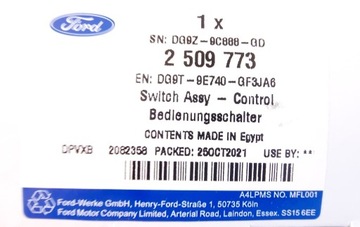 Ford
1 x
SN: DG9Z-9C888-GD
2 509 773
EN: DG9T-9E740-GF3JA6
Switch Assy - Control
Bedienungsschalter
CONTENTS MADE IN Egypt
DPVXB 2082358 PACKED: 25OCT2021 USE BY: **
A4LPMS NO. MFL001
Ford-Werke GmbH, Henry-Ford-Straße 1, 50735 Köln
Ford Motor Company Limited, Arterial Road, Laindon, Essex. SS15 6EE